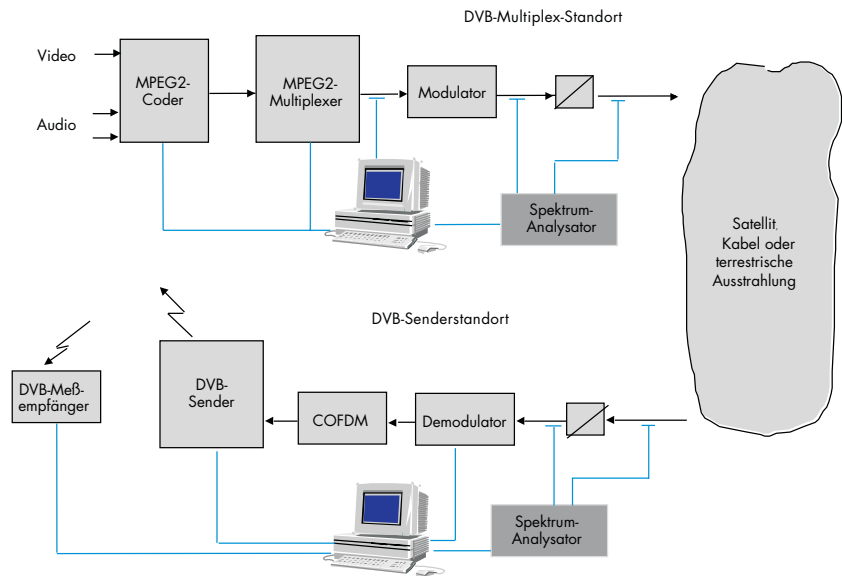 DVB-Multiplex-Standort
Video
Audio
MPEG2-
Coder
MPEG2-
Multiplexer
Modulator
Spektrum-
Analysator
Satellit,
Kabel oder
terrestrische
Ausstrahlung
DVB-Senderstandort
DVB-Meß-
empfänger
DVB-
Sender
COFDM
Demodulator
Spektrum-
Analysator